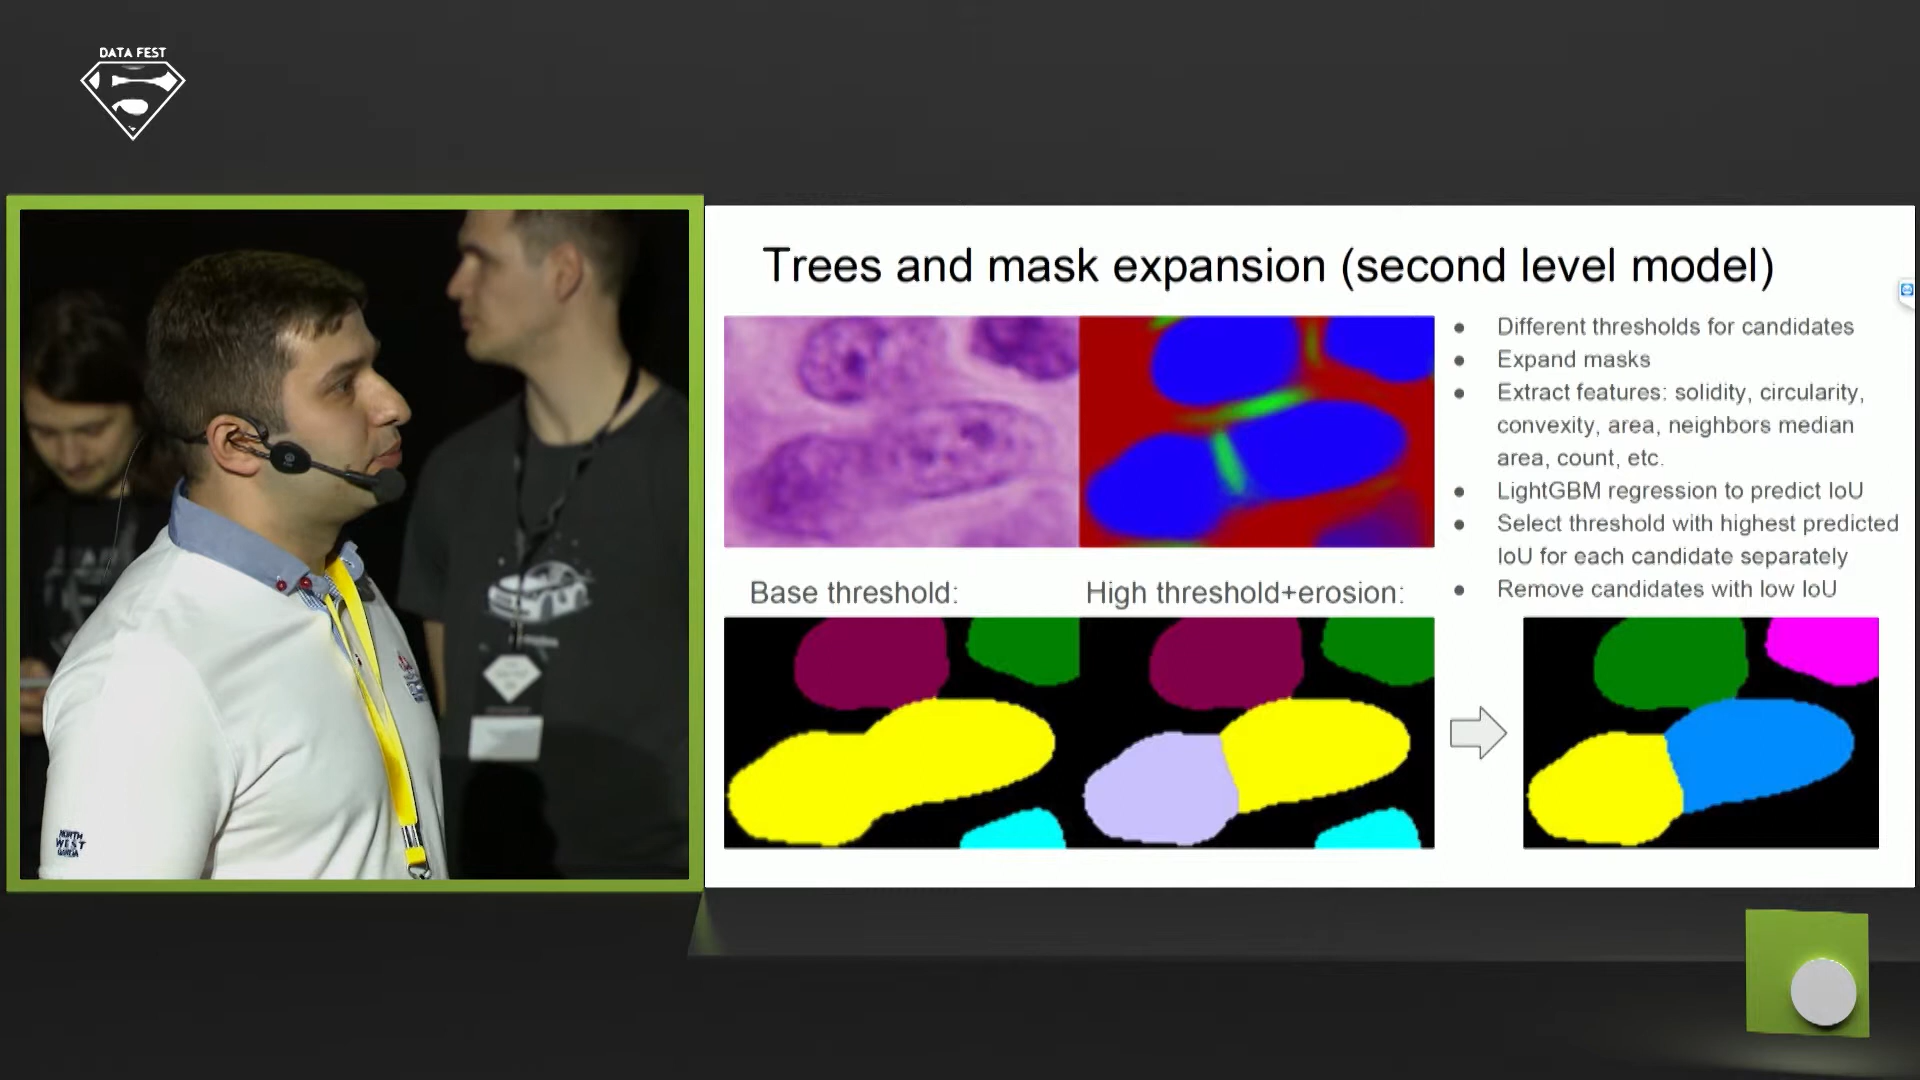 DATA FEST
NORTH
WEST
Trees and mask expansion (second level model)
● Different thresholds for candidates
● Expand masks
● Extract features: solidity, circularity,
convexity, area, neighbors median
area, count, etc.
● LightGBM regression to predict IoU
● Select threshold with highest predicted
IoU for each candidate separately
● Remove candidates with low IoU
Base threshold:
High threshold+erosion: